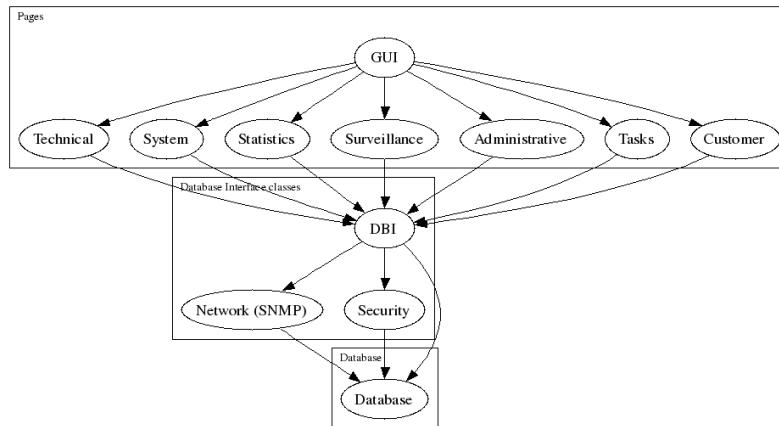 Pages
GUI
Technical
System
Statistics
Surveillance
Administrative
Tasks
Customer
Database Interface classes
DBI
Network (SNMP)
Security
Database
Database